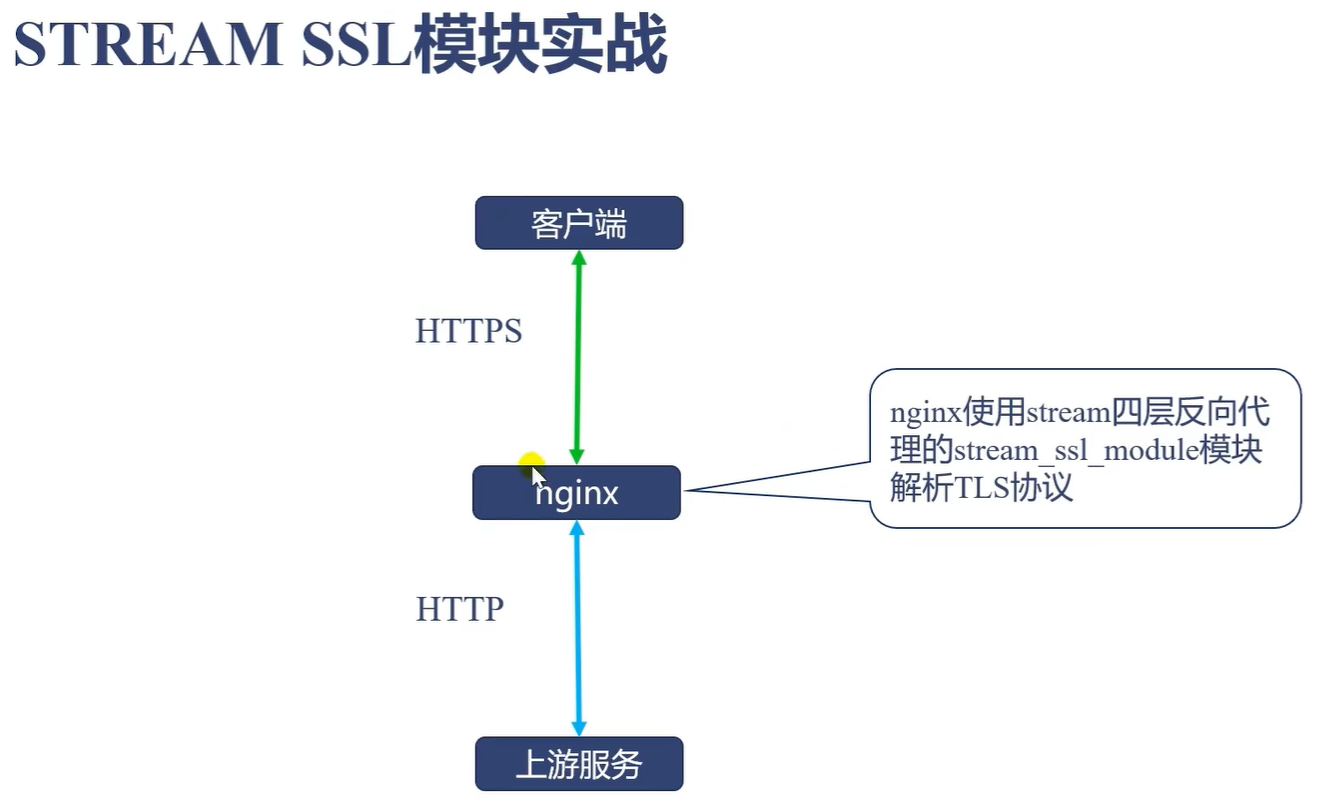 STREAM SSL模块实战
客户端
HTTPS
nginx使用stream四层反向代
理的stream_ssl_module模块
解析TLS协议
nginx
HTTP
上游服务